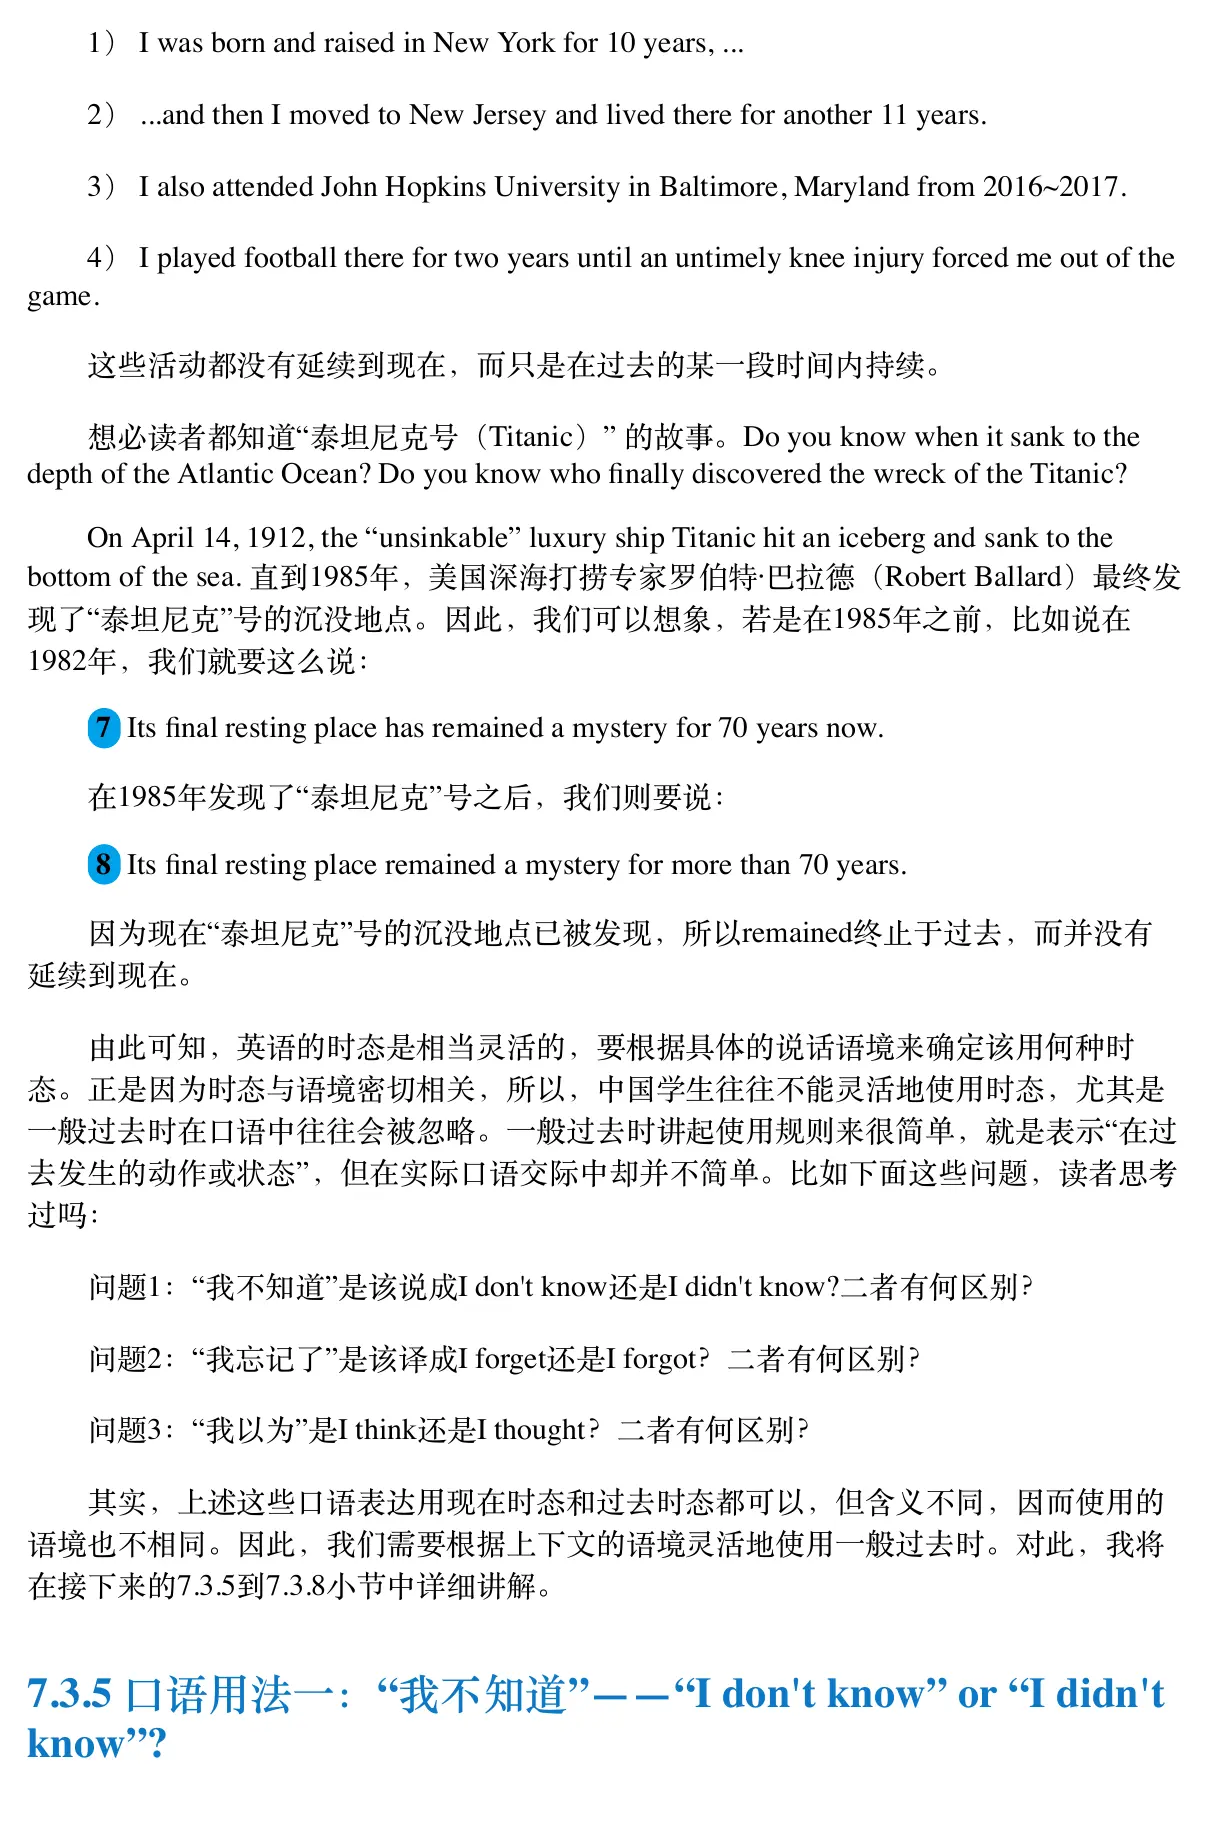 1） I was born and raised in New York for 10 years, ...
2） ...and then I moved to New Jersey and lived there for another 11 years.
3） I also attended John Hopkins University in Baltimore, Maryland from 2016~2017.
4） I played football there for two years until an untimely knee injury forced me out of the
game.
这些活动都没有延续到现在，而只是在过去的某一段时间内持续。
想必读者都知道“泰坦尼克号（Titanic）” 的故事。Do you know when it sank to the
depth of the Atlantic Ocean? Do you know who finally discovered the wreck of the Titanic?
On April 14, 1912, the “unsinkable” luxury ship Titanic hit an iceberg and sank to the
bottom of the sea. 直到1985年，美国深海打捞专家罗伯特·巴拉德（Robert Ballard）最终发
现了“泰坦尼克”号的沉没地点。因此，我们可以想象，若是在1985年之前，比如说在
1982年，我们就要这么说：
7 Its final resting place has remained a mystery for 70 years now.
在1985年发现了“泰坦尼克”号之后，我们则要说：
8 Its final resting place remained a mystery for more than 70 years.
因为现在“泰坦尼克”号的沉没地点已被发现，所以remained终止于过去，而并没有
延续到现在。
由此可知，英语的时态是相当灵活的，要根据具体的说话语境来确定该用何种时
态。正是因为时态与语境密切相关，所以，中国学生往往不能灵活地使用时态，尤其是
一般过去时在口语中往往会被忽略。一般过去时讲起使用规则来很简单，就是表示“在过
去发生的动作或状态”，但在实际口语交际中却并不简单。比如下面这些问题，读者思考
过吗：
问题1：“我不知道”是该说成I don't know还是I didn't know?二者有何区别？
问题2：“我忘记了”是该译成I forget还是I forgot？二者有何区别？
问题3：“我以为”是I think还是I thought？二者有何区别？
其实，上述这些口语表达用现在时态和过去时态都可以，但含义不同，因而使用的
语境也不相同。因此，我们需要根据上下文的语境灵活地使用一般过去时。对此，我将
在接下来的7.3.5到7.3.8小节中详细讲解。
7.3.5 口语用法一：“我不知道”——“I don't know” or “I didn't
know”?